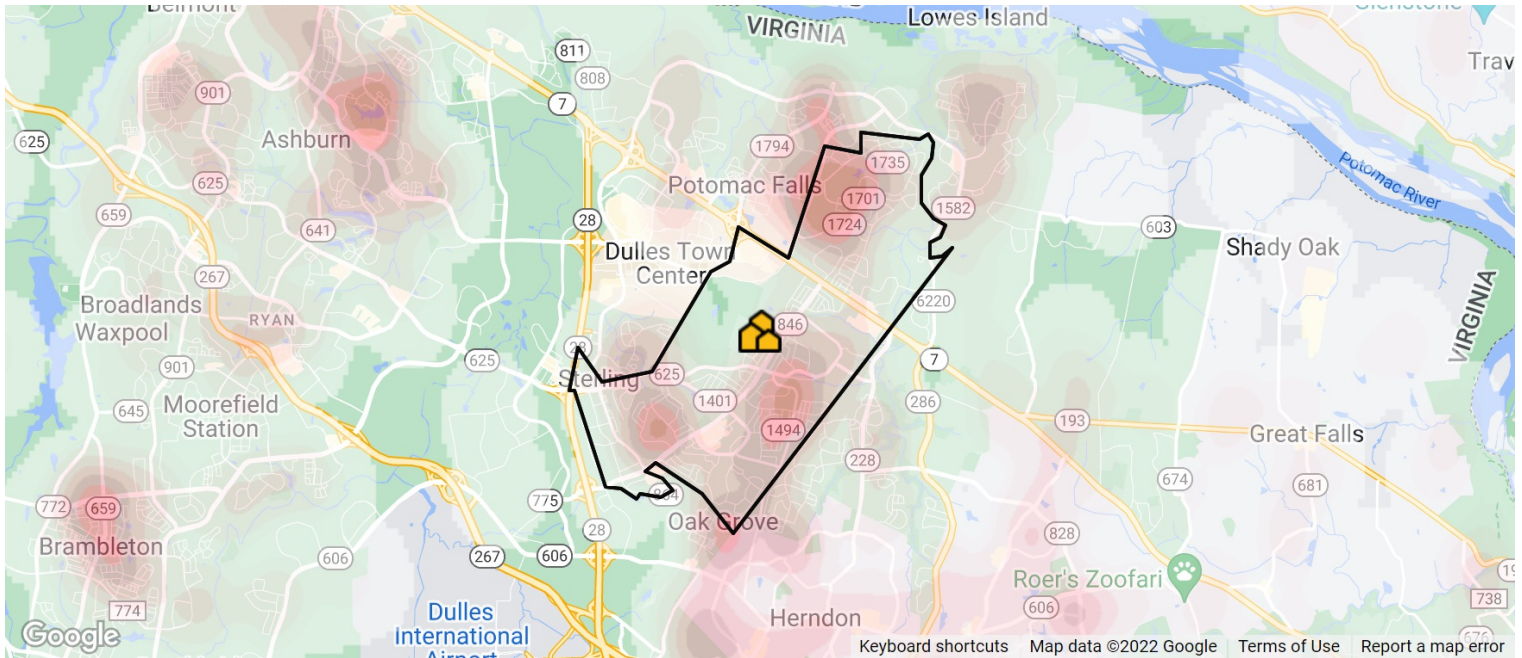 Belmont
VIRGINIA
Lowes Island
Glenstone
811
808
7
901
Ashburn
625
1794
1735
Potomac Falls
1701
1724
Potomac River
625
659
641
28
1582
603
Dulles Town
Center
Shady Oak
267
VIRGINIA
Broadlands
Waxpool
RYAN
846
6220
28
625
7
901
Sterling
625
645
1401
286
Moorefield
Station
1494
193
Great Falls
228
674
681
772
659
775
Oak Grove
Brambleton
28
828
606
267
606
Roer's Zoofari
738
774
606
Herndon
676
Dulles
International
Airport
Google
Keyboard shortcuts
Map data ©2022 Google
Terms of Use
Report a map error